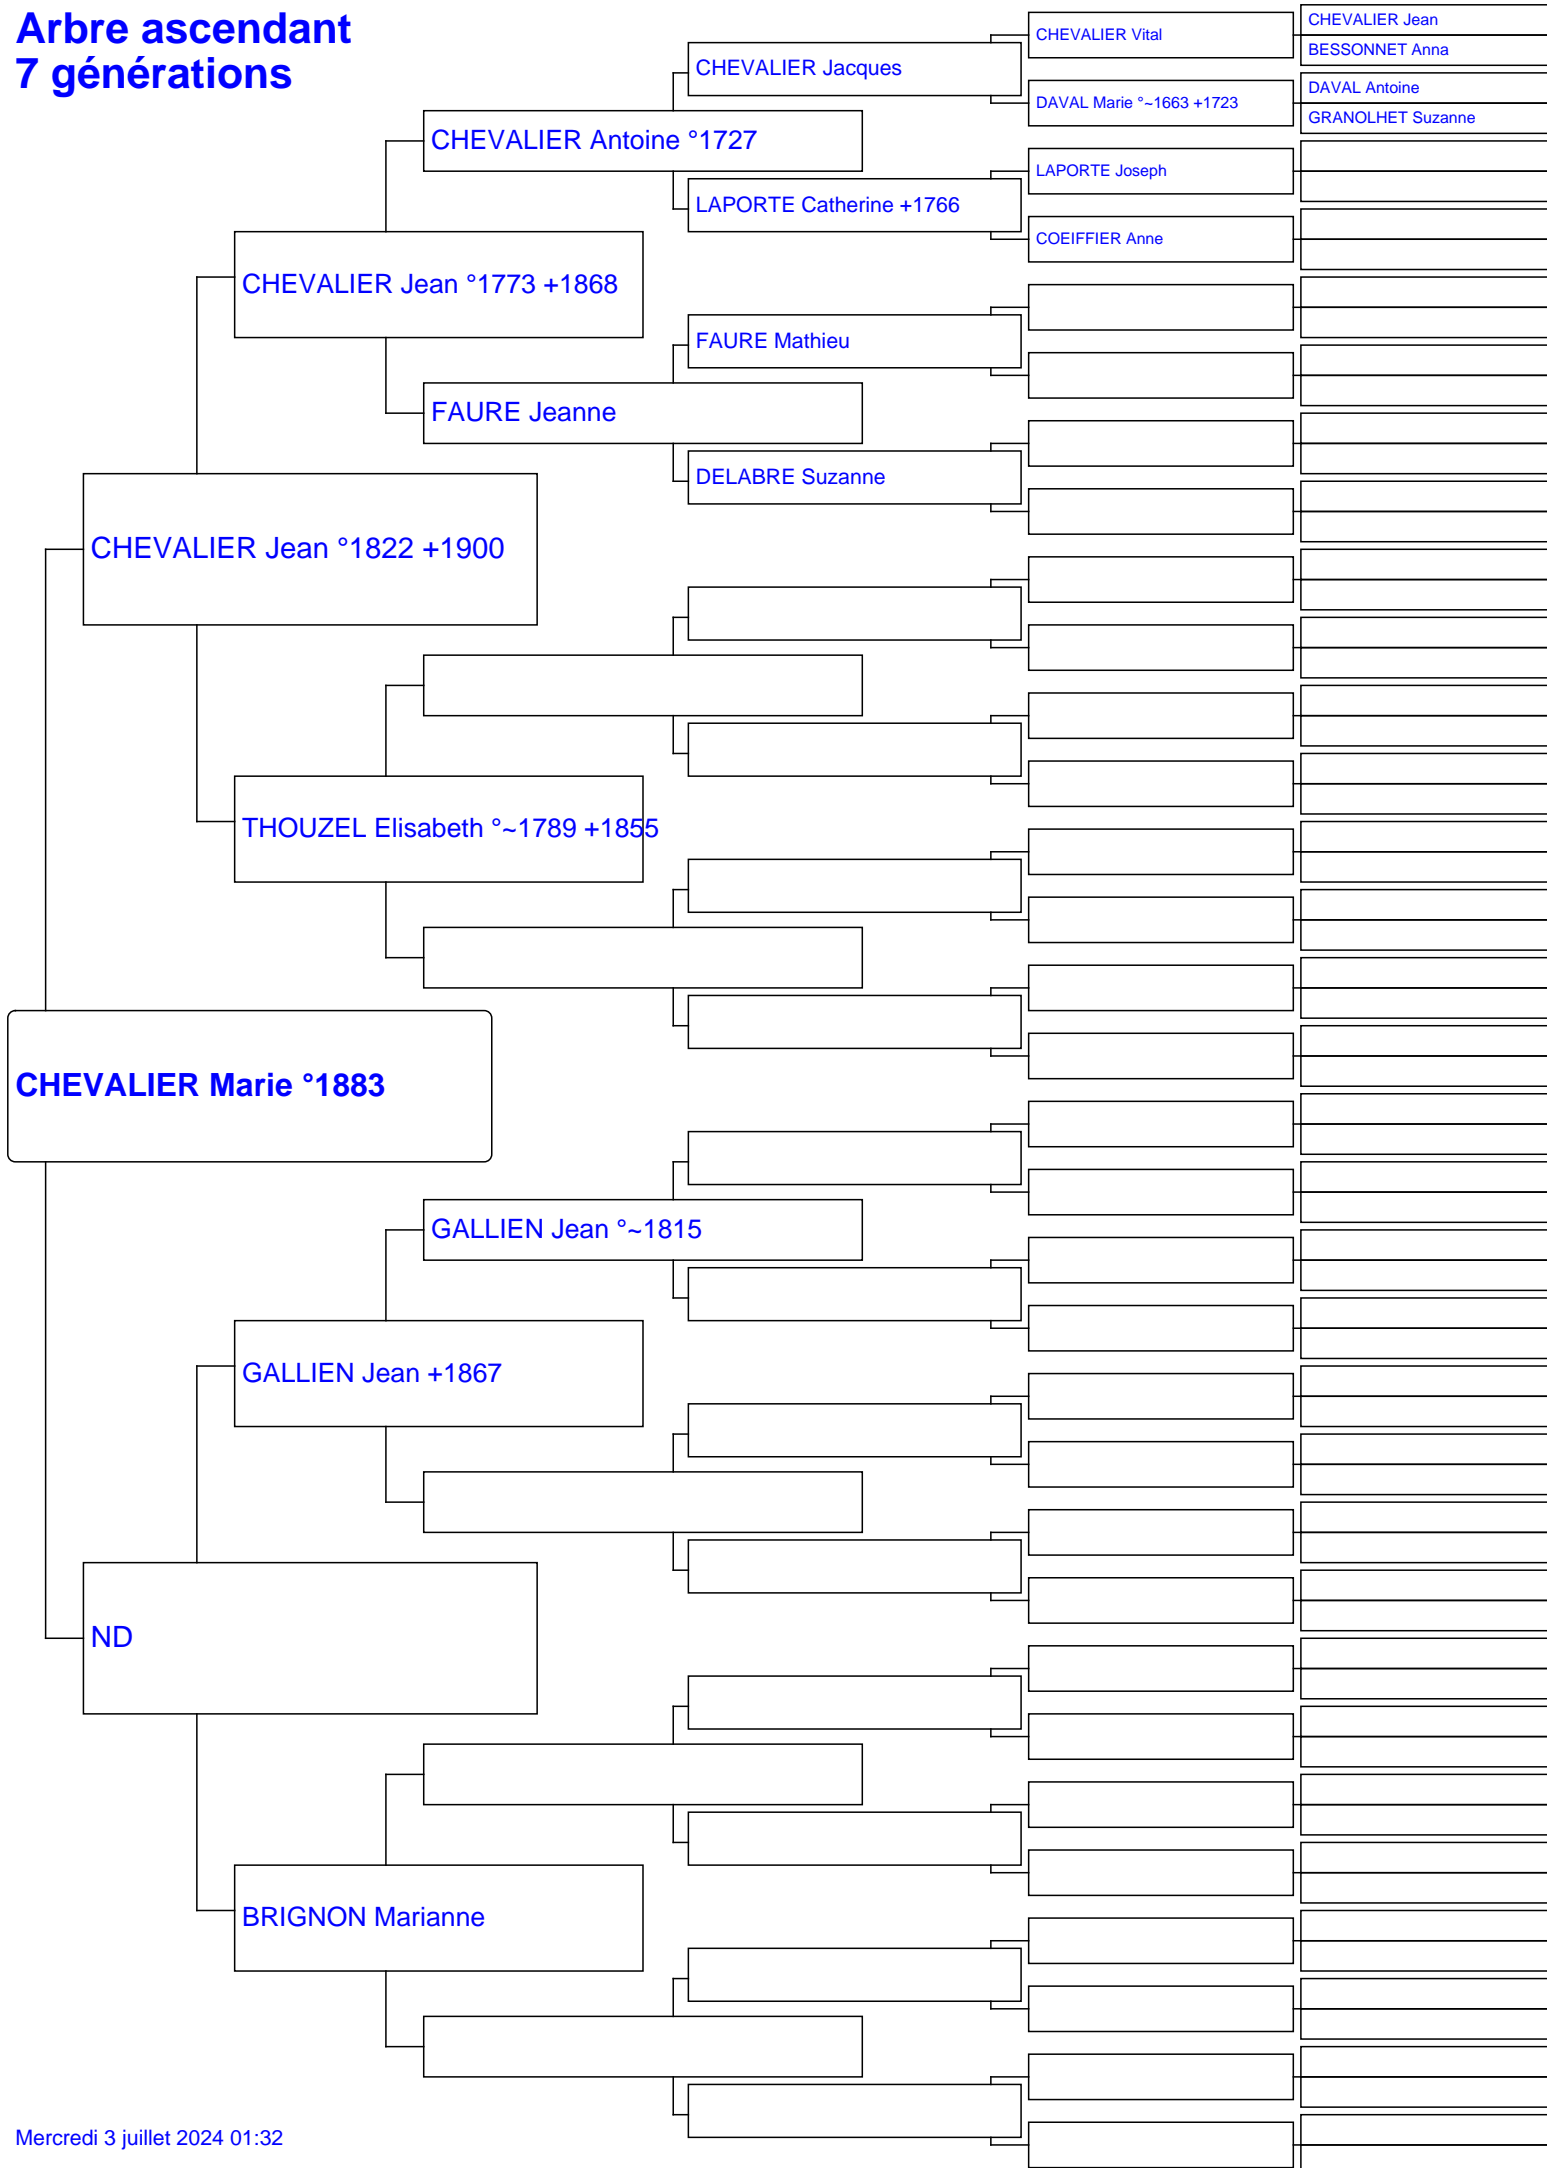 Arbre ascendant
7 générations
CHEVALIER Jean
CHEVALIER Vital
BESSONNET Anna
CHEVALIER Jacques
DAVAL Antoine
DAVAL Marie °~1663 +1723
GRANOLHET Suzanne
CHEVALIER Antoine °1727
LAPORTE Joseph
LAPORTE Catherine +1766
COEIFFIER Anne
CHEVALIER Jean °1773 +1868
FAURE Mathieu
FAURE Jeanne
DELABRE Suzanne
CHEVALIER Jean °1822 +1900
THOUZEL Elisabeth °~1789 +1855
CHEVALIER Marie °1883
GALLIEN Jean °~1815
GALLIEN Jean +1867
ND
BRIGNON Marianne
Mercredi 3 juillet 2024 01:32